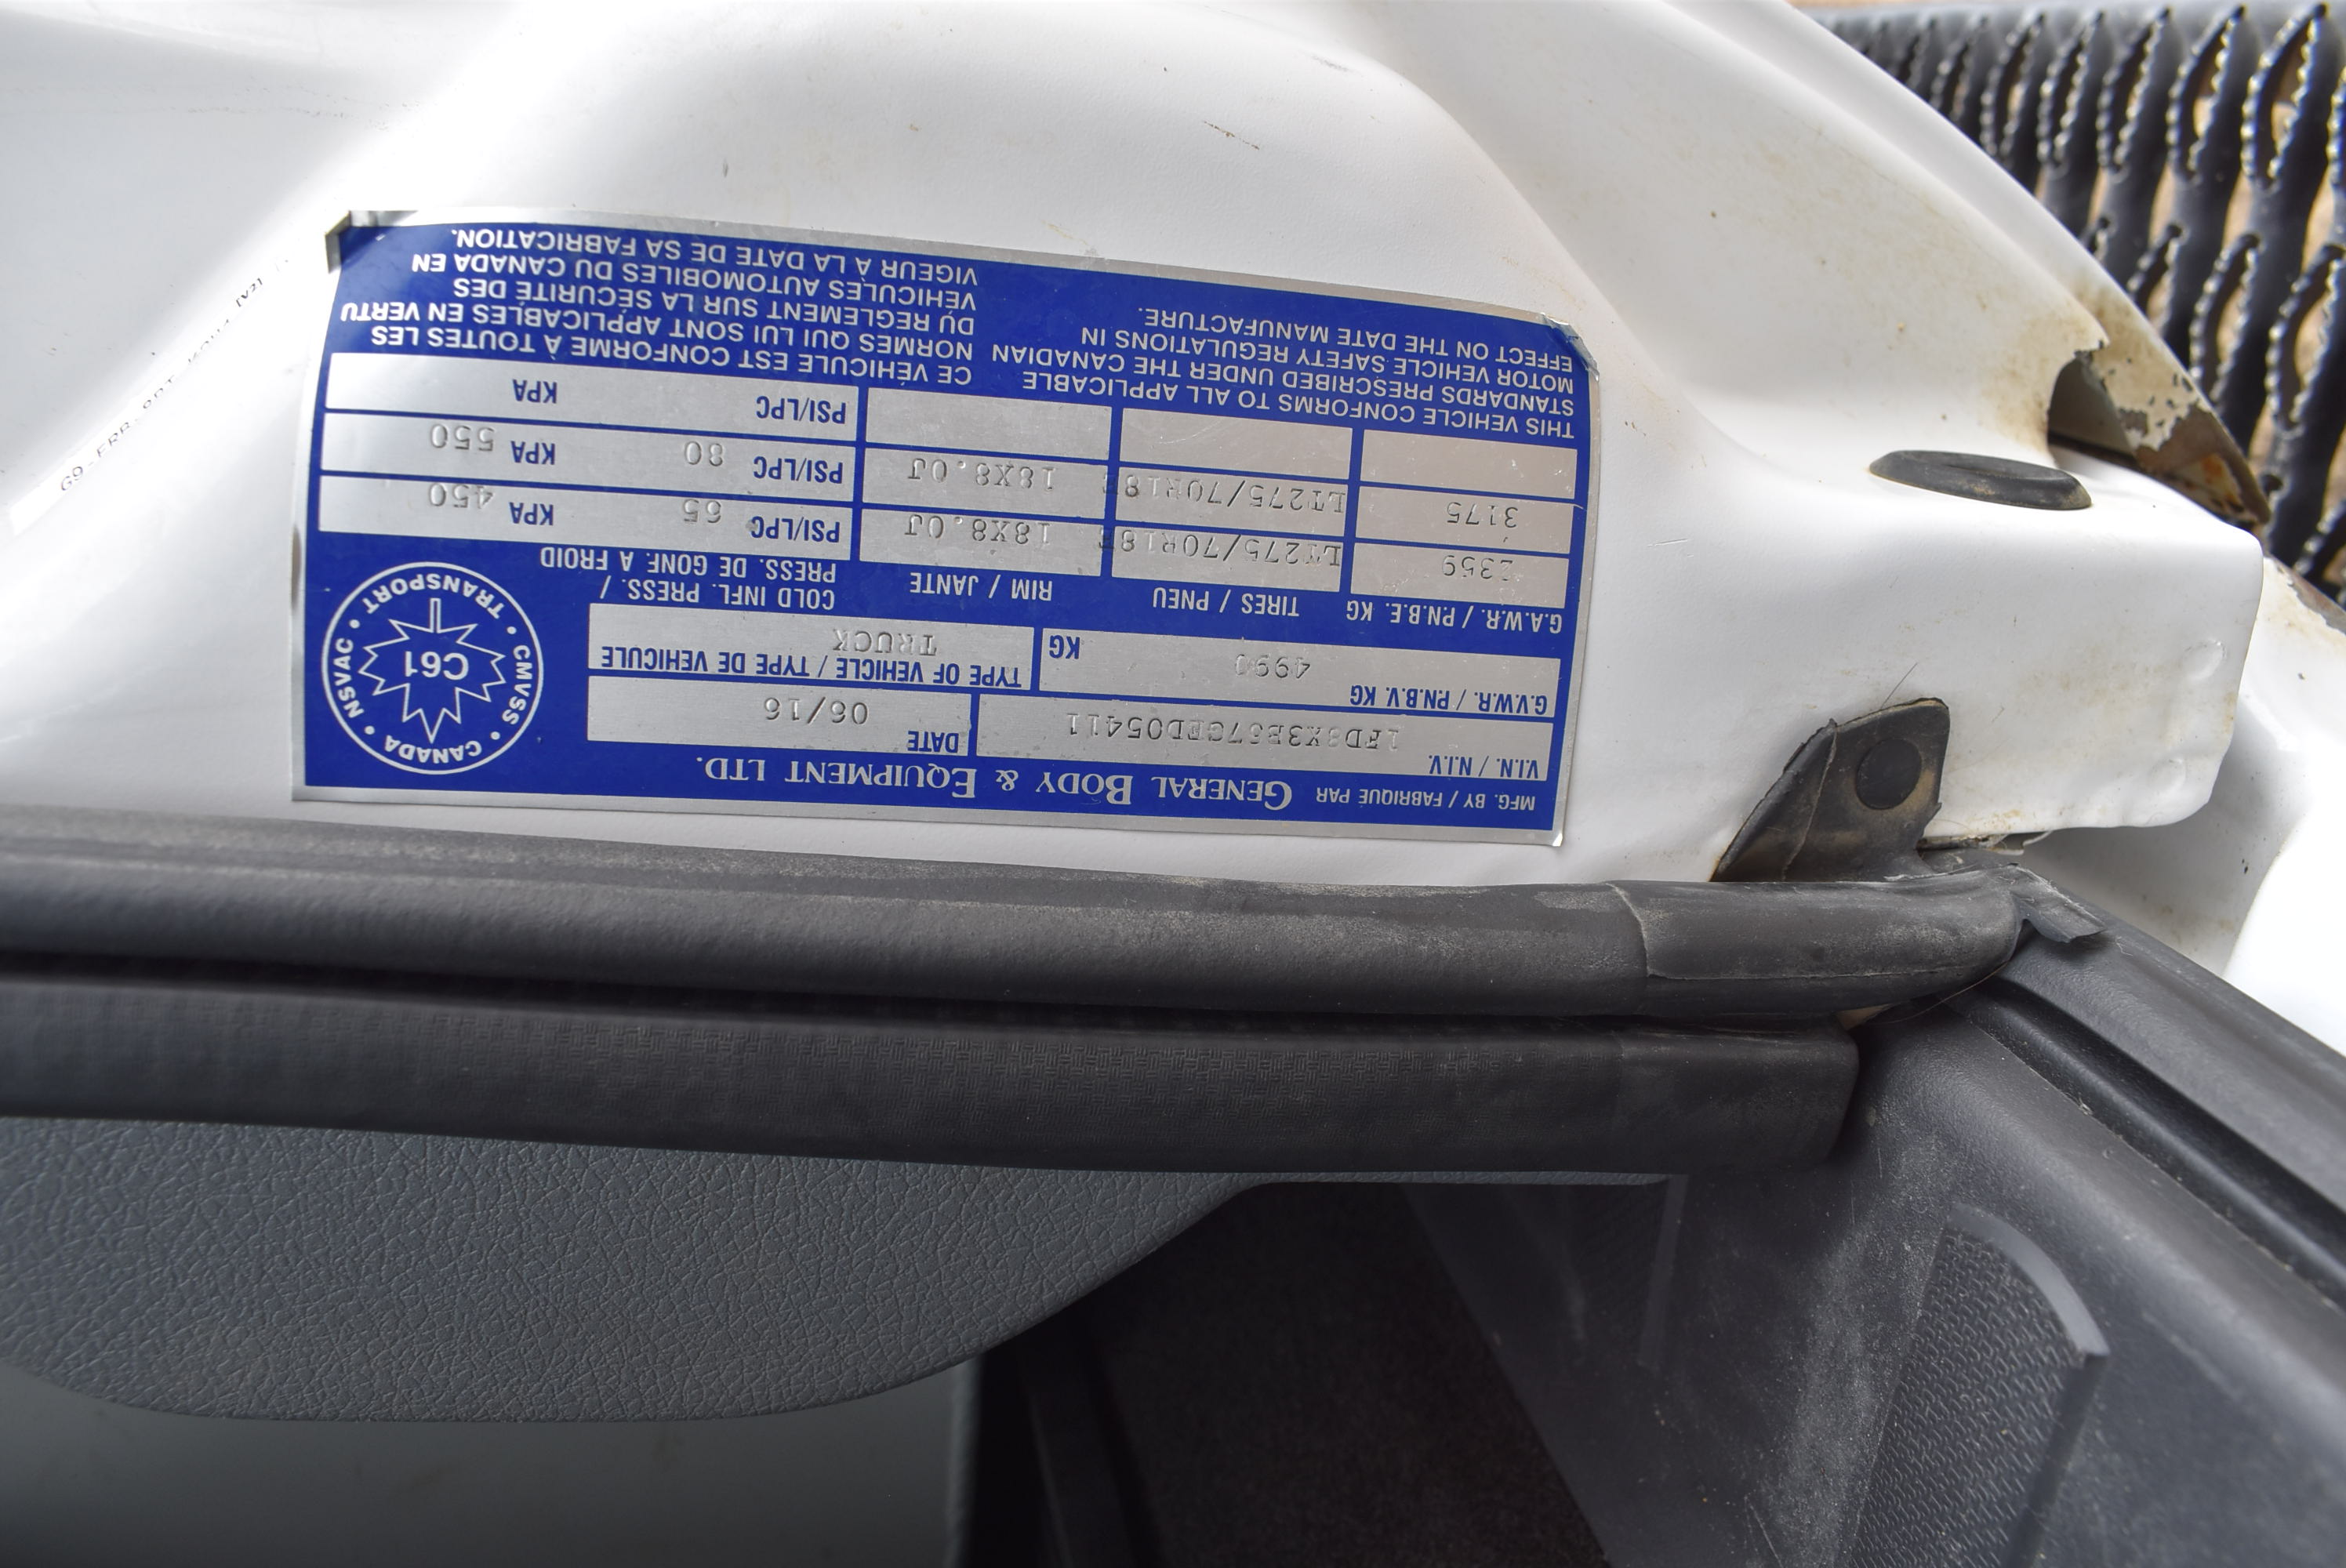 MFG. BY / FABRIQUÉ PAR GENERAL BODY & EQUIPMENT LTD.
V.I.N. / N.I.V. DATE
06/16
G.V.W.R. / P.N.B.V. KG TYPE OF VEHICLE / TYPE DE VEHICULE
4990 KG TRUCK
CANADA • TRANSPORT • CMVSS • NSVAC •
C61
G.A.W.R. / P.N.B.E. KG TIRES / PNEU RIM / JANTE COLD INFL. PRESS. /
PRESS. DE GONF. A FROID
2359 LT275/70R18E 18X8.0J PSI/LPC 65 KPA 450
3175 LT275/70R18E 18X8.0J PSI/LPC 80 KPA 550
PSI/LPC KPA
THIS VEHICLE CONFORMS TO ALL APPLICABLE
STANDARDS PRESCRIBED UNDER THE CANADIAN
MOTOR VEHICLE SAFETY REGULATIONS IN
EFFECT ON THE DATE MANUFACTURE.
CE VÉHICULE EST CONFORME À TOUTES LES
NORMES QUI LUI SONT APPLICABLES EN VERTU
DU RÈGLEMENT SUR LA SÉCURITÉ DES
VÉHICULES AUTOMOBILES DU CANADA EN
VIGEUR À LA DATE DE SA FABRICATION.